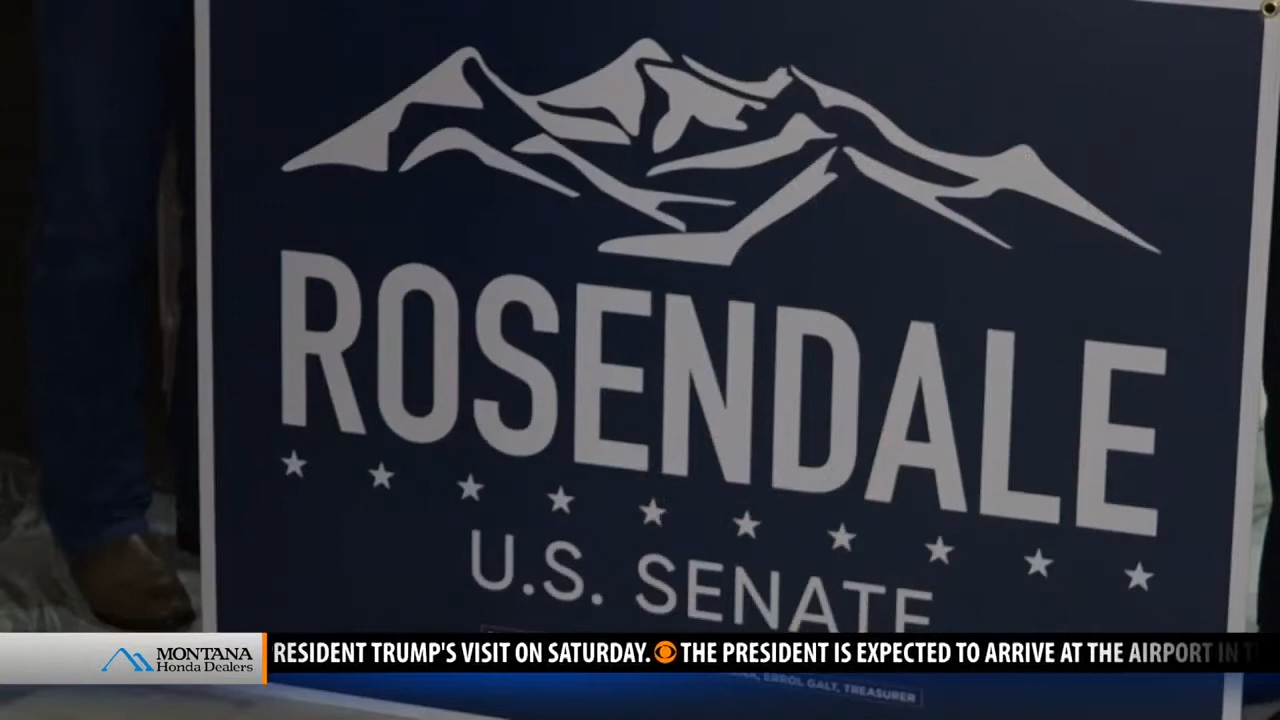 ROSENDALE
U.S. SENATE
MONTANA
Honda Dealers
RESIDENT TRUMP'S VISIT ON SATURDAY. THE PRESIDENT IS EXPECTED TO ARRIVE AT THE AIRPORT IN
ERROL GALT, TREASURER